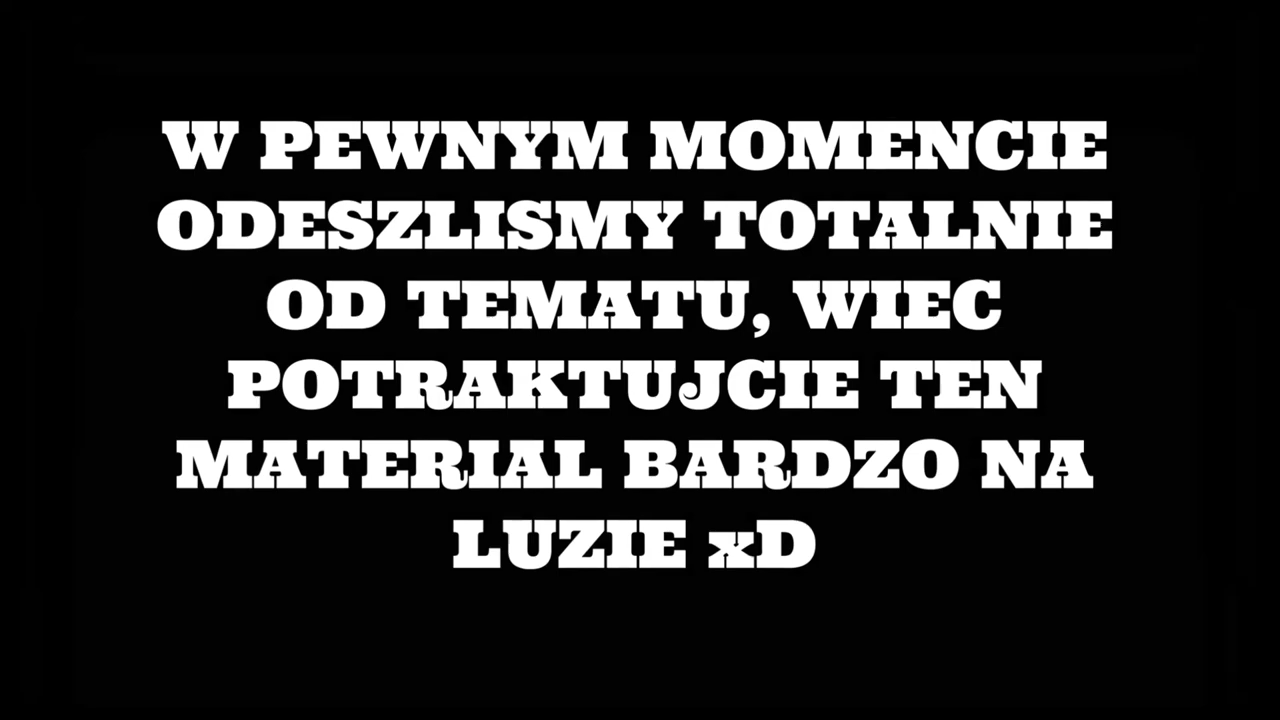 W PEWNYM MOMENCIE
ODESZLISMY TOTALNIE
OD TEMATU, WIEC
POTRAKTUJCIE TEN
MATERIAL BARDZO NA
LUZIE xD